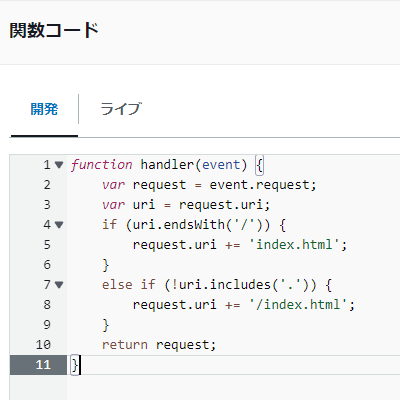 関数コード
開発 ライブ
1 function handler(event) {
2 var request = event.request;
3 var uri = request.uri;
4 if (uri.endsWith('/')) {
5 request.uri += 'index.html';
6 }
7 else if (!uri.includes('.')) {
8 request.uri += '/index.html';
9 }
10 return request;
11 }